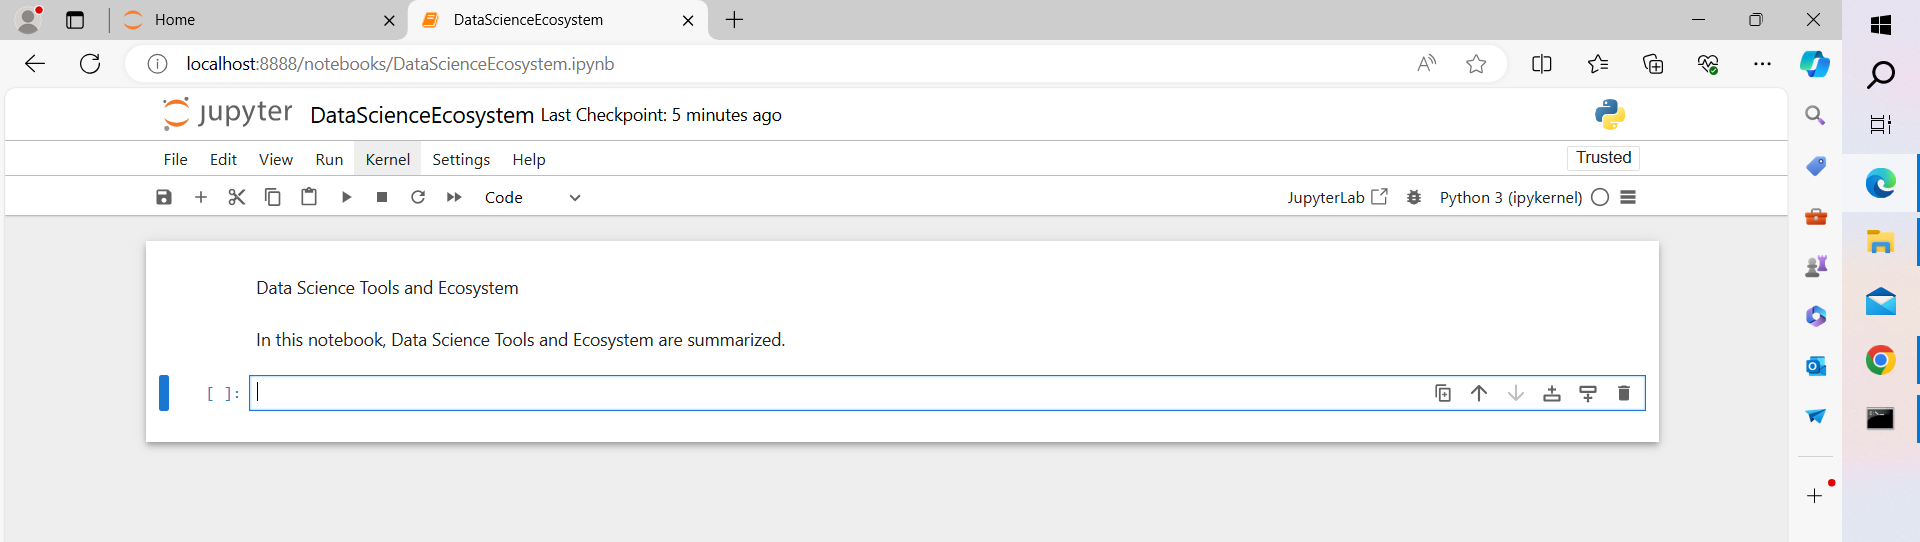 Home
DataScienceEcosystem
localhost:8888/notebooks/DataScienceEcosystem.ipynb
jupyter DataScienceEcosystem Last Checkpoint: 5 minutes ago
File Edit View Run Kernel Settings Help
Trusted
Code
JupyterLab
Python 3 (ipykernel)
Data Science Tools and Ecosystem
In this notebook, Data Science Tools and Ecosystem are summarized.
[ ]: